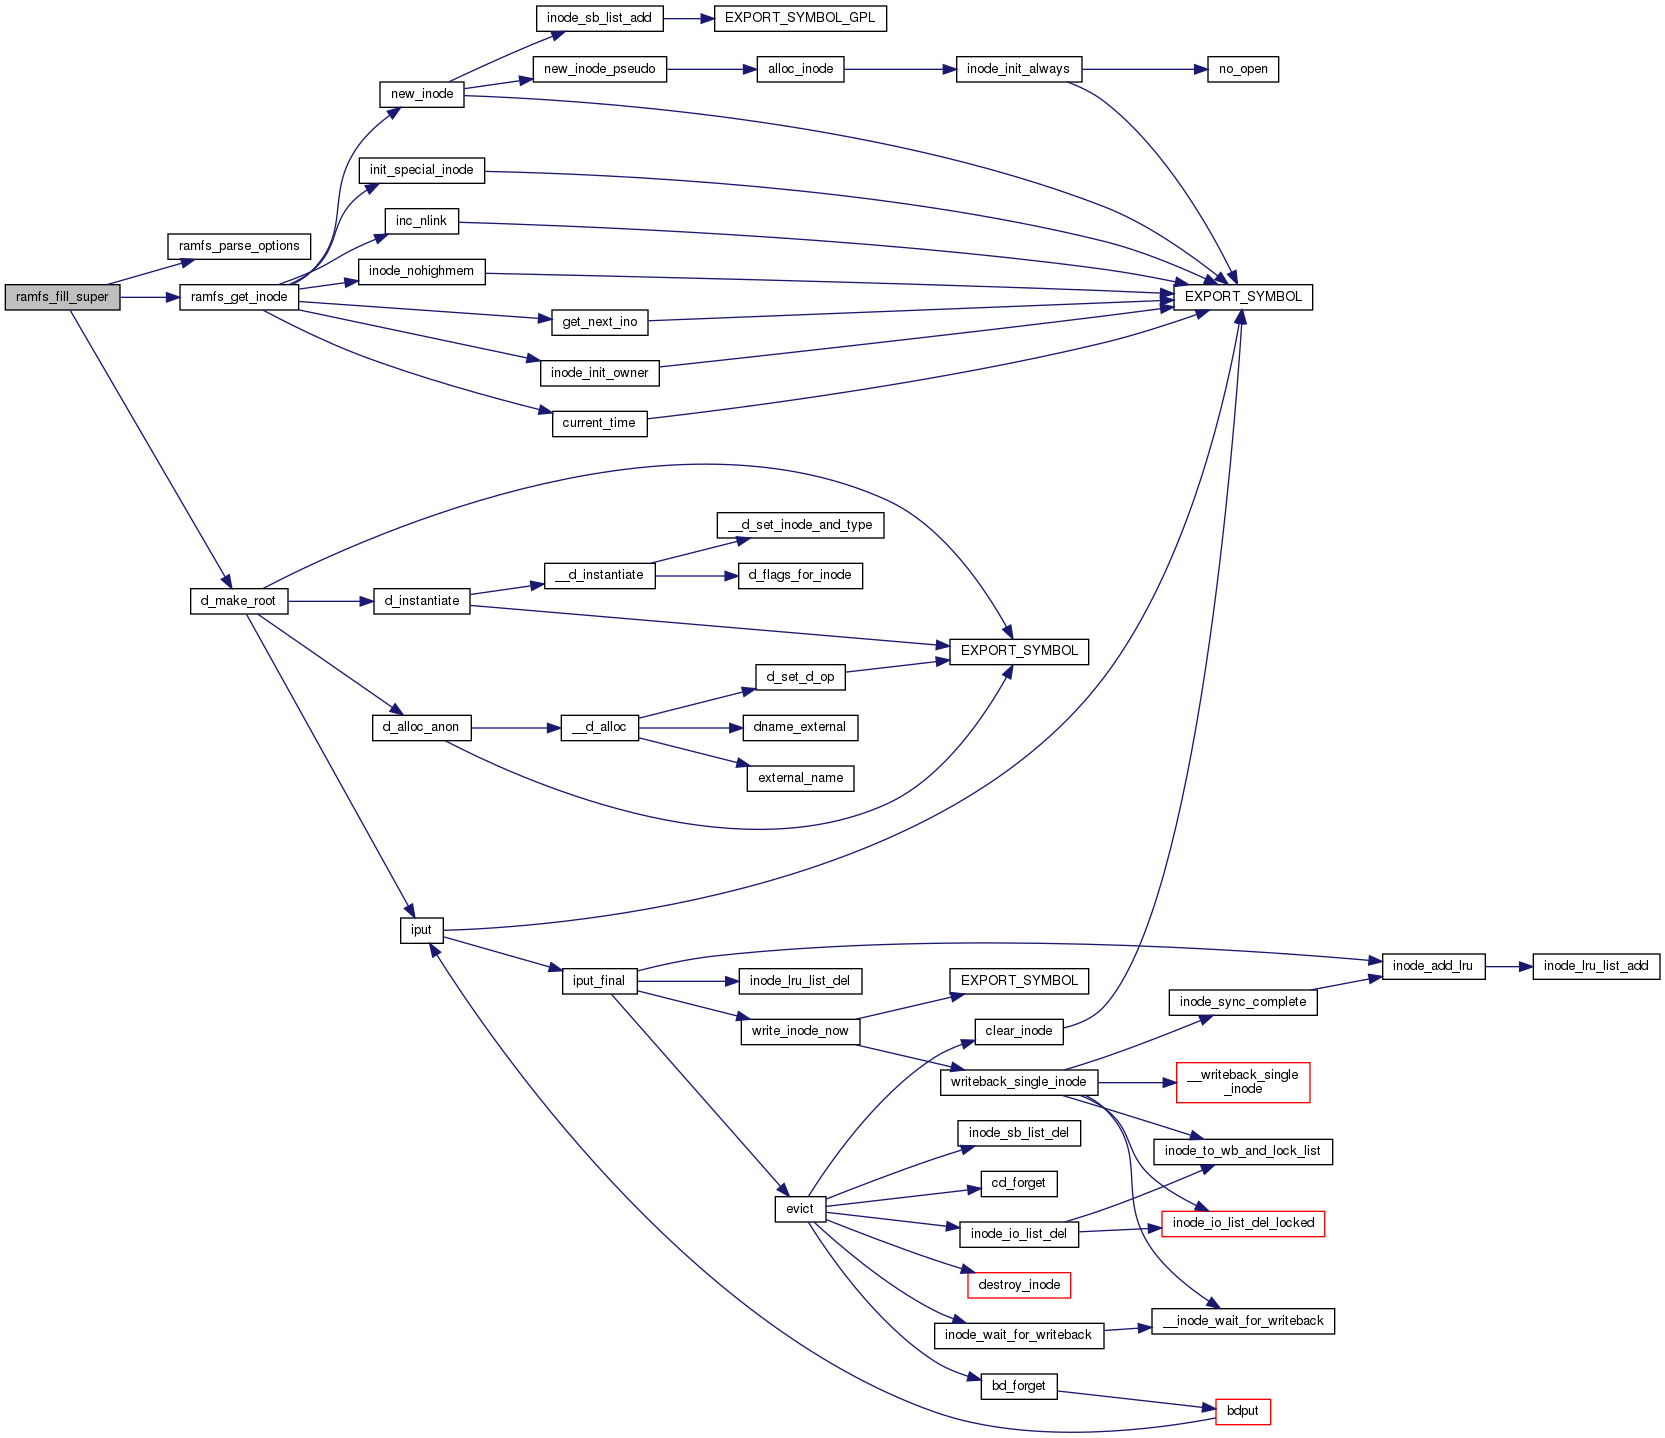 inode_sb_list_add
EXPORT_SYMBOL_GPL
new_inode_pseudo
alloc_inode
inode_init_always
no_open
new_inode
init_special_inode
inc_nlink
ramfs_parse_options
inode_nohighmem
ramfs_fill_super
ramfs_get_inode
EXPORT_SYMBOL
get_next_ino
inode_init_owner
current_time
__d_set_inode_and_type
__d_instantiate
d_flags_for_inode
d_make_root
d_instantiate
EXPORT_SYMBOL
d_set_d_op
d_alloc_anon
__d_alloc
dname_external
external_name
iput
inode_add_lru
inode_lru_list_add
iput_final
inode_lru_list_del
EXPORT_SYMBOL
inode_sync_complete
write_inode_now
clear_inode
writeback_single_inode
__writeback_single
_inode
inode_sb_list_del
inode_to_wb_and_lock_list
cd_forget
evict
inode_io_list_del_locked
inode_io_list_del
destroy_inode
__inode_wait_for_writeback
inode_wait_for_writeback
bd_forget
bdput